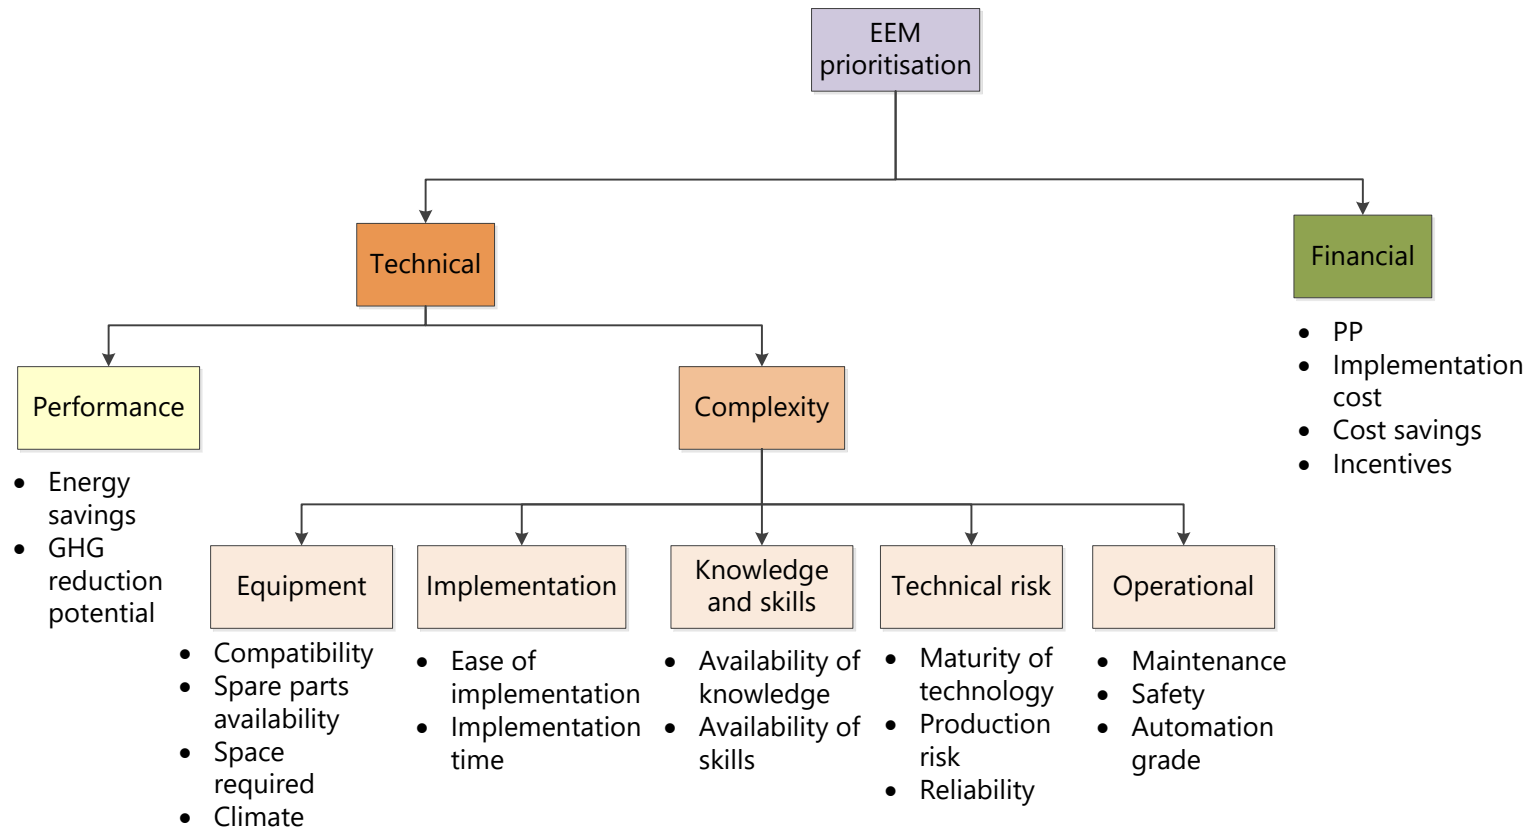 EEM
prioritisation
Technical
Financial
• PP
• Implementation
cost
• Cost savings
• Incentives
Performance
• Energy
savings
• GHG
reduction
potential
Complexity
Equipment
• Compatibility
• Spare parts
availability
• Space
required
• Climate
Implementation
• Ease of
implementation
• Implementation
time
Knowledge
and skills
• Availability of
knowledge
• Availability of
skills
Technical risk
• Maturity of
technology
• Production
risk
• Reliability
Operational
• Maintenance
• Safety
• Automation
grade